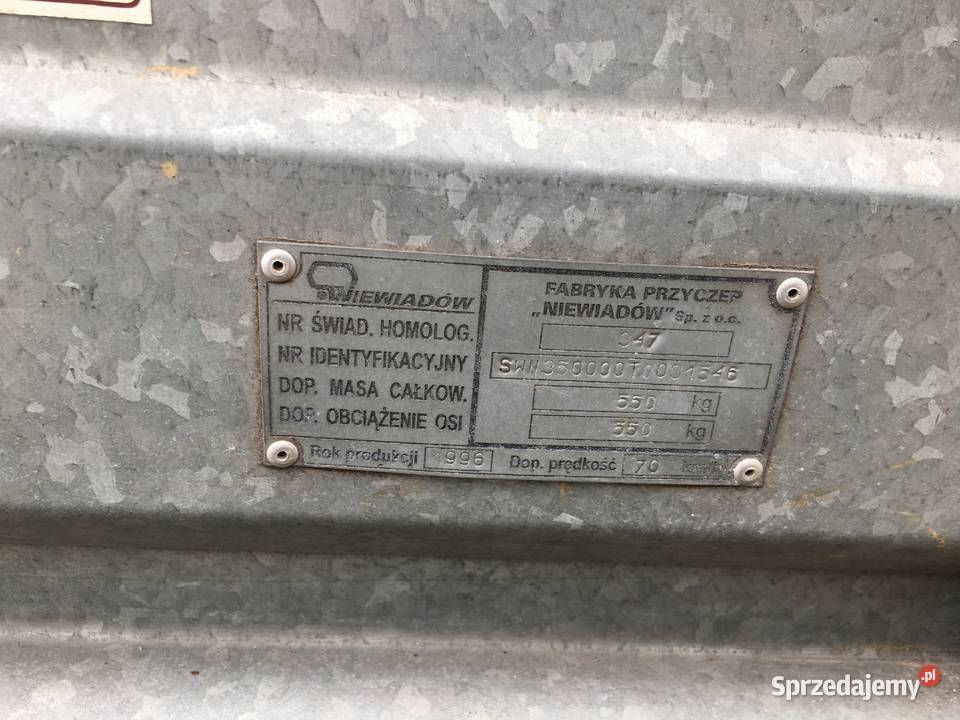 NIEWIADÓW
NR ŚWIAD. HOMOLOG.
NR IDENTYFIKACYJNY
DOP. MASA CAŁKOW.
DOP. OBCIĄŻENIE OSI
FABRYKA PRZYCZEP
„NIEWIADÓW” Sp. z o.o.
347
550 kg
550 kg
Rok produkcji 1996 Dop. prędkość 70 km/h
Sprzedajemy.pl